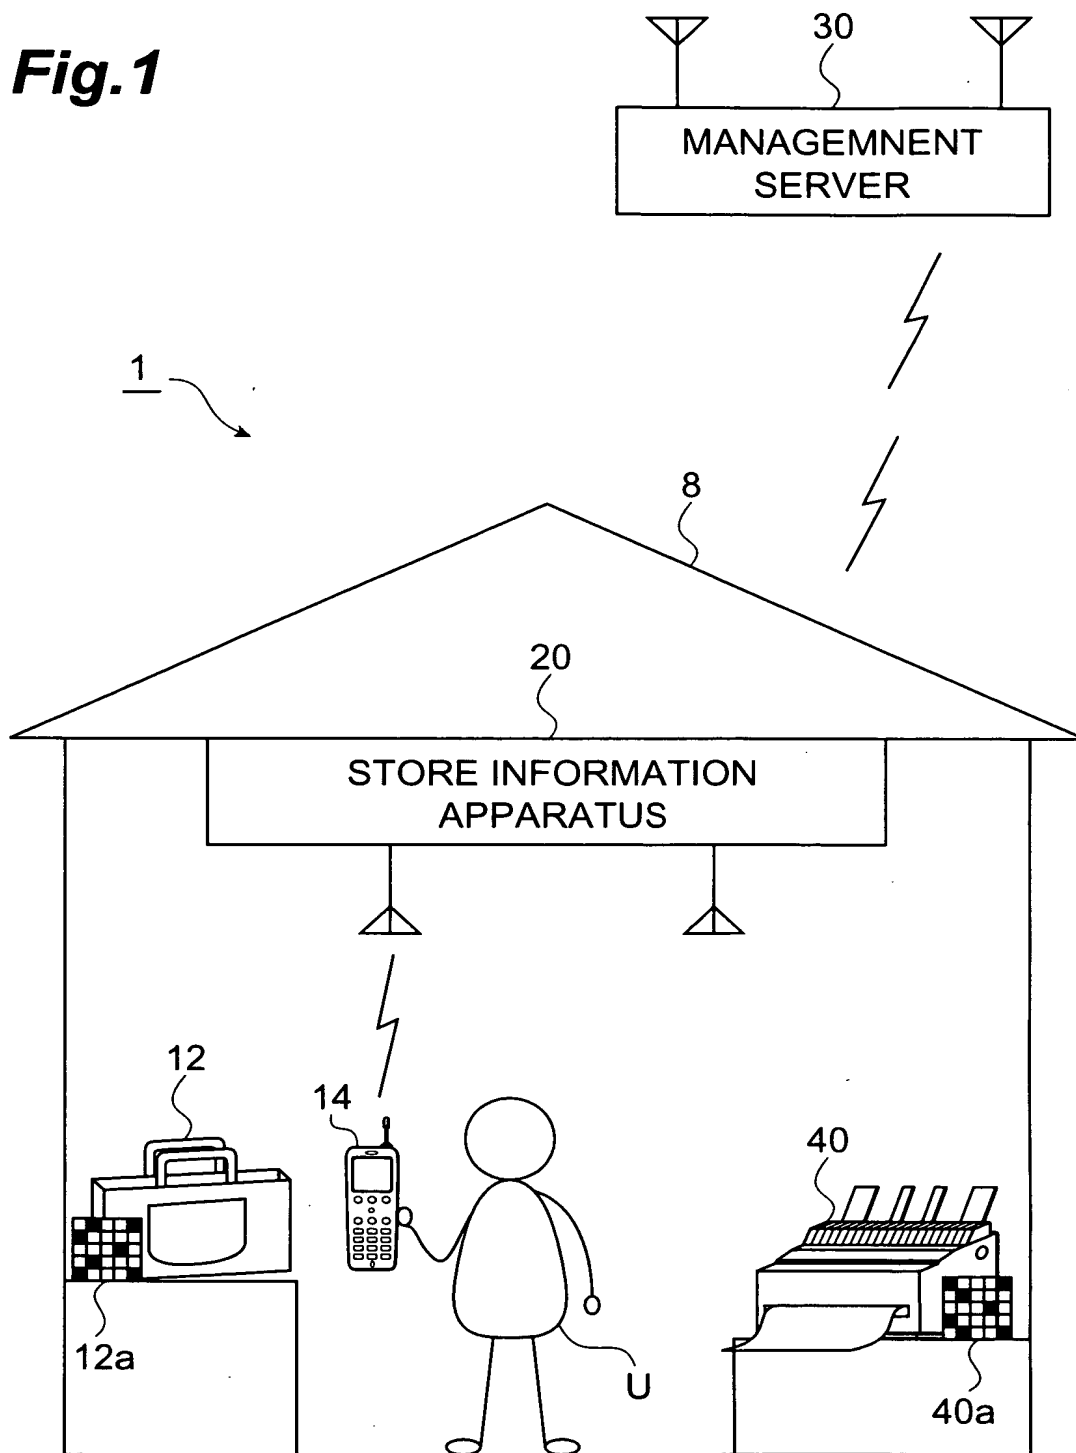 Fig.1
30
MANAGEMNENT
SERVER
1
8
20
STORE INFORMATION
APPARATUS
12
14
40
12a
U
40a